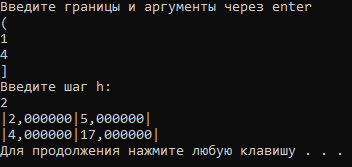 Введите границы и аргументы через enter
(
1
4
]
Введите шаг h:
2
|2,000000|5,000000|
|4,000000|17,000000|
Для продолжения нажмите любую клавишу . . .